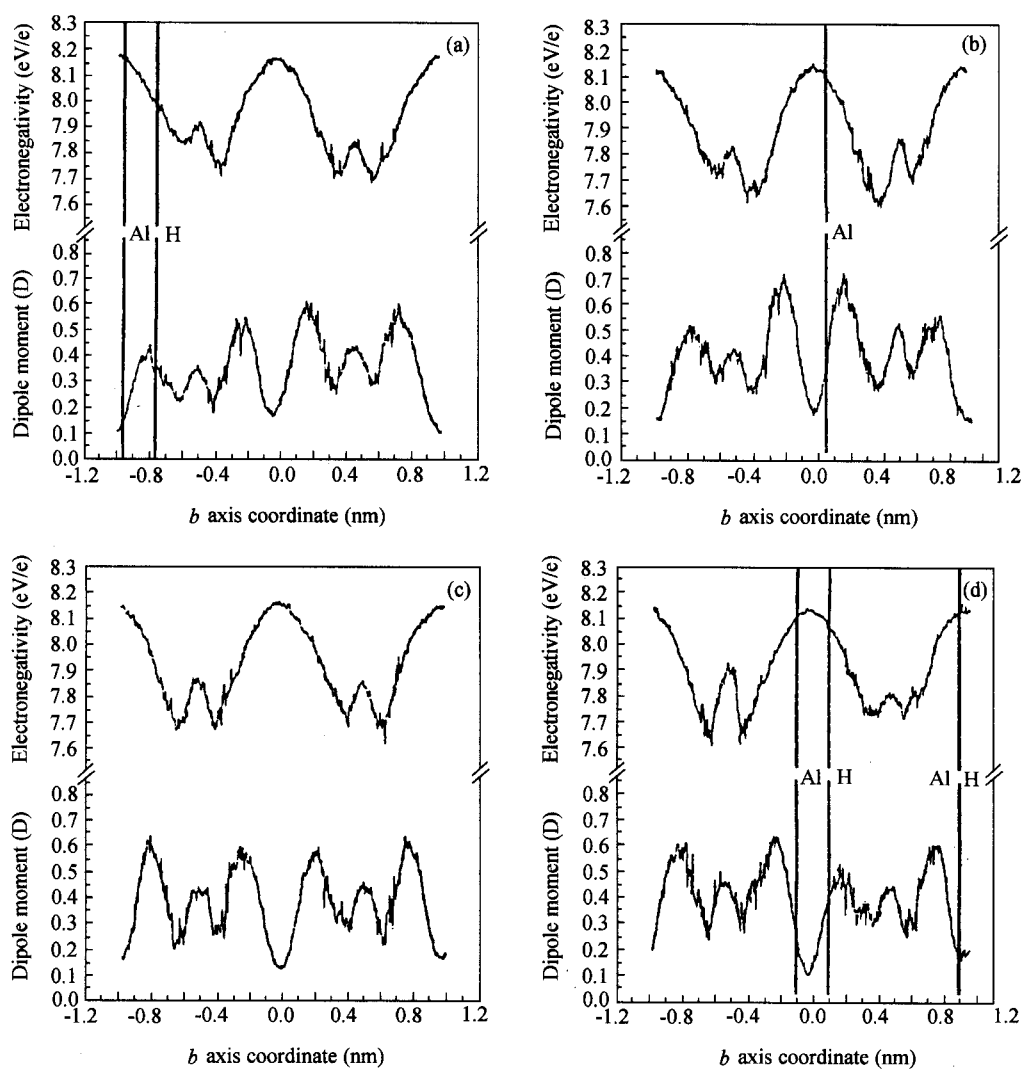 (a)
Electronegativity (eV/e)
8.3
8.2
8.1
8.0
7.9
7.8
7.7
7.6
Al H
Dipole moment (D)
0.8
0.7
0.6
0.5
0.4
0.3
0.2
0.1
0.0
-1.2 -0.8 -0.4 0.0 0.4 0.8 1.2
b axis coordinate (nm)
(b)
Electronegativity (eV/e)
8.3
8.2
8.1
8.0
7.9
7.8
7.7
7.6
Al
Dipole moment (D)
0.8
0.7
0.6
0.5
0.4
0.3
0.2
0.1
0.0
-1.2 -0.8 -0.4 0.0 0.4 0.8 1.2
b axis coordinate (nm)
(c)
Electronegativity (eV/e)
8.3
8.2
8.1
8.0
7.9
7.8
7.7
7.6
Dipole moment (D)
0.8
0.7
0.6
0.5
0.4
0.3
0.2
0.1
0.0
-1.2 -0.8 -0.4 0.0 0.4 0.8 1.2
b axis coordinate (nm)
(d)
Electronegativity (eV/e)
8.3
8.2
8.1
8.0
7.9
7.8
7.7
7.6
Al H Al H
Dipole moment (D)
0.8
0.7
0.6
0.5
0.4
0.3
0.2
0.1
0.0
-1.2 -0.8 -0.4 0.0 0.4 0.8 1.2
b axis coordinate (nm)